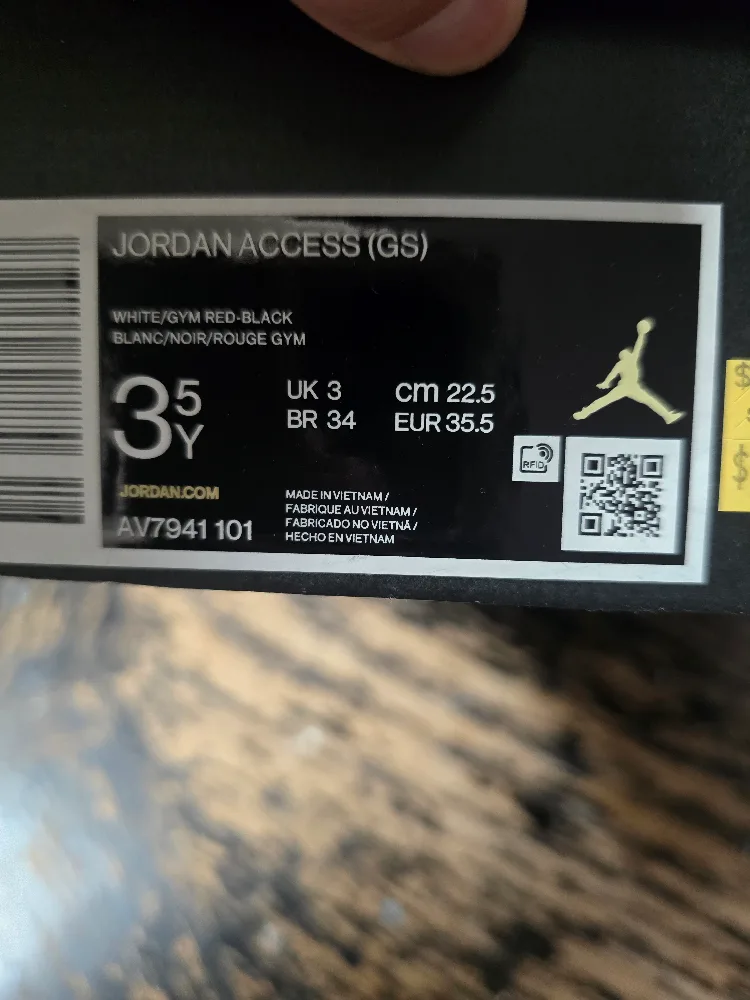 JORDAN ACCESS (GS)
WHITE/GYM RED-BLACK
BLANC/NOIR/ROUGE GYM
3 5 Y
UK 3
BR 34
cm 22.5
EUR 35.5
RFID
JORDAN.COM
AV7941 101
MADE IN VIETNAM /
FABRIQUE AU VIETNAM /
FABRICADO NO VIETNÃ /
HECHO EN VIETNAM
$
$